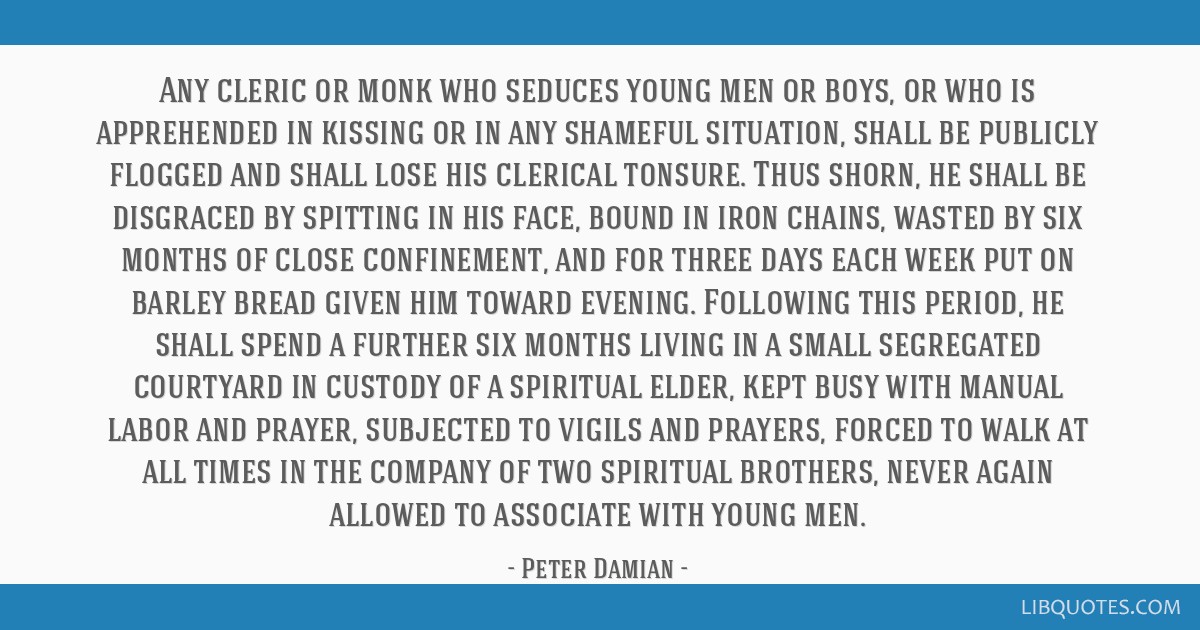 Any cleric or monk who seduces young men or boys, or who is
apprehended in kissing or in any shameful situation, shall be publicly
flogged and shall lose his clerical tonsure. Thus shorn, he shall be
disgraced by spitting in his face, bound in iron chains, wasted by six
months of close confinement, and for three days each week put on
barley bread given him toward evening. Following this period, he
shall spend a further six months living in a small segregated
courtyard in custody of a spiritual elder, kept busy with manual
labor and prayer, subjected to vigils and prayers, forced to walk at
all times in the company of two spiritual brothers, never again
allowed to associate with young men.
- Peter Damian -
LIBQUOTES.COM